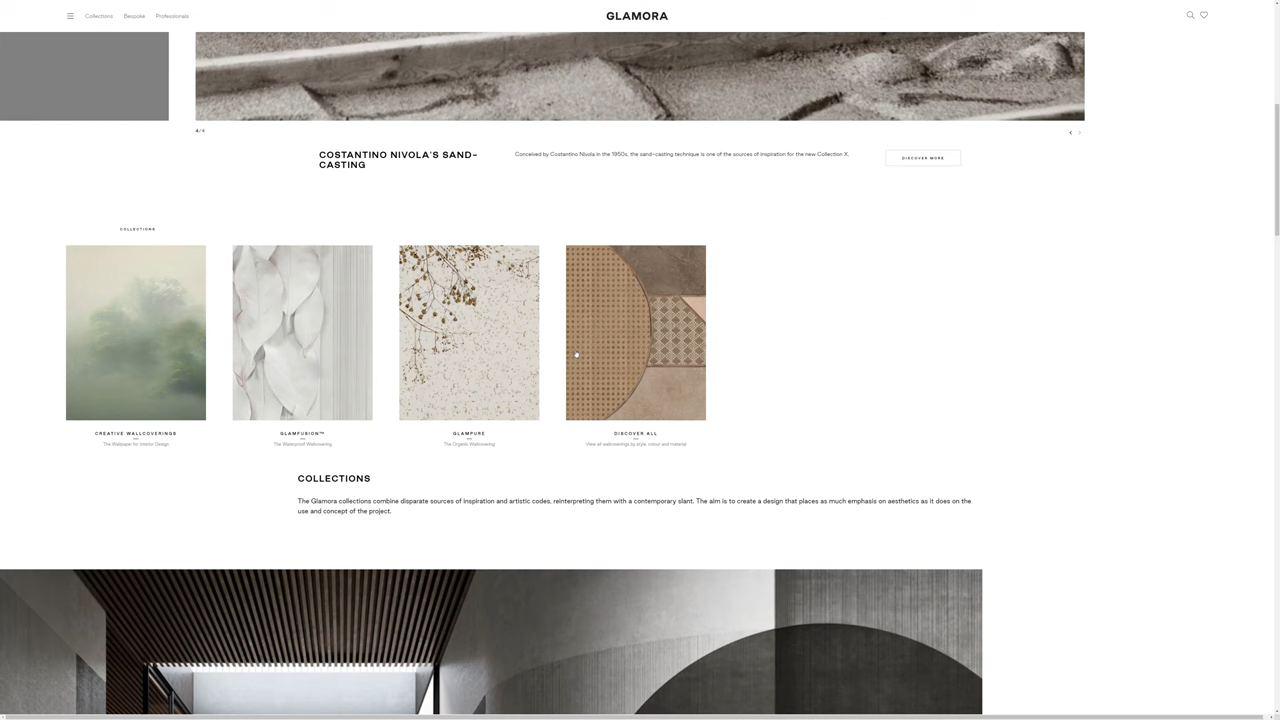 Collections
Bespoke
Professionals
GLAMORA
4/4
COSTANTINO NIVOLA'S SAND-
CASTING
Conceived by Costantino Nivola in the 1950s, the sand-casting technique is one of the sources of inspiration for the new Collection X.
DISCOVER MORE
COLLECTIONS
CREATIVE WALLCOVERINGS
The Wallpaper for Interior Design
GLAMFUSION™
The Waterproof Wallcovering
GLAMPURE
The Organic Wallcovering
DISCOVER ALL
View all wallcoverings by style, colour and material
COLLECTIONS
The Glamora collections combine disparate sources of inspiration and artistic codes, reinterpreting them with a contemporary slant. The aim is to create a design that places as much emphasis on aesthetics as it does on the
use and concept of the project.